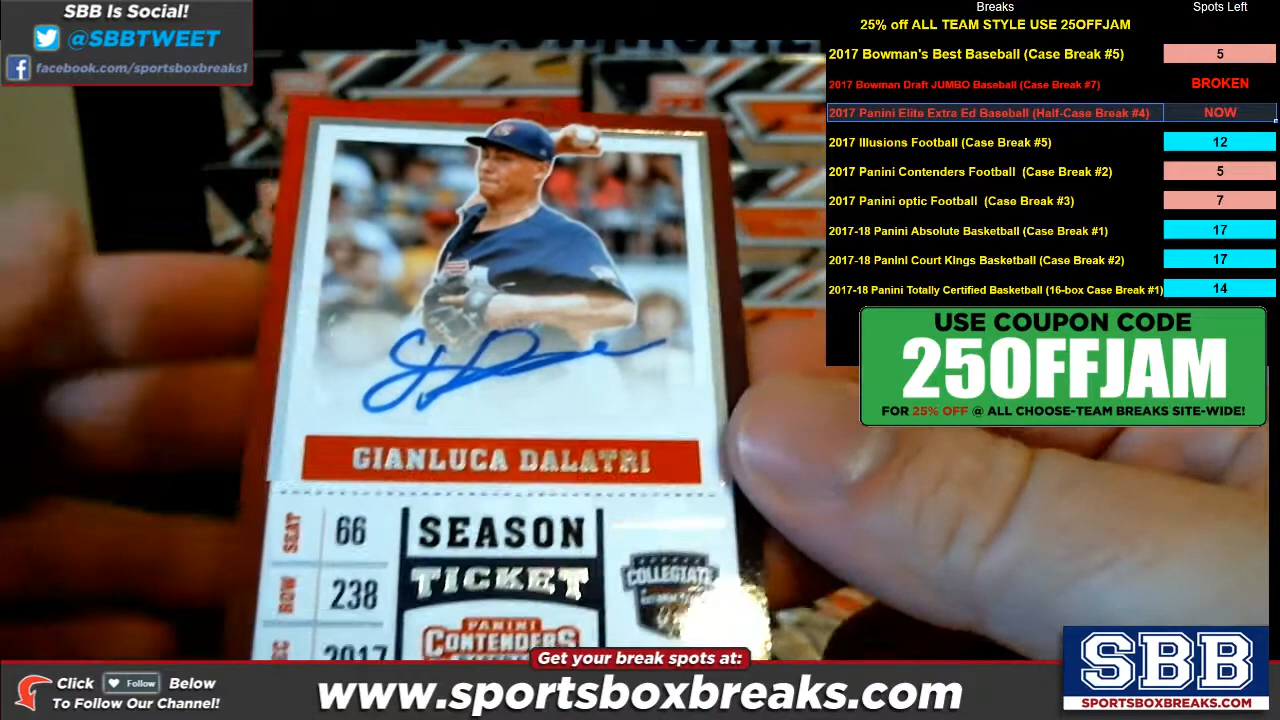 SBB Is Social!
@SBBTWEET
facebook.com/sportsboxbreaks1
Breaks Spots Left
25% off ALL TEAM STYLE USE 25OFFJAM
2017 Bowman's Best Baseball (Case Break #5) 5
2017 Bowman Draft JUMBO Baseball (Case Break #7) BROKEN
2017 Panini Elite Extra Ed Baseball (Half-Case Break #4) NOW
2017 Illusions Football (Case Break #5) 12
2017 Panini Contenders Football (Case Break #2) 5
2017 Panini optic Football (Case Break #3) 7
2017-18 Panini Absolute Basketball (Case Break #1) 17
2017-18 Panini Court Kings Basketball (Case Break #2) 17
2017-18 Panini Totally Certified Basketball (16-box Case Break #1) 14
USE COUPON CODE
25OFFJAM
FOR 25% OFF @ ALL CHOOSE-TEAM BREAKS SITE-WIDE!
GIANLUCA DALATRI
SEAT 66
ROW 238
2017
SEASON
TICKET
PANINI
CONTENDERS
COLLEGIATE
Get your break spots at:
Click Follow Below
To Follow Our Channel!
www.sportsboxbreaks.com
SBB
SPORTSBOXBREAKS.COM